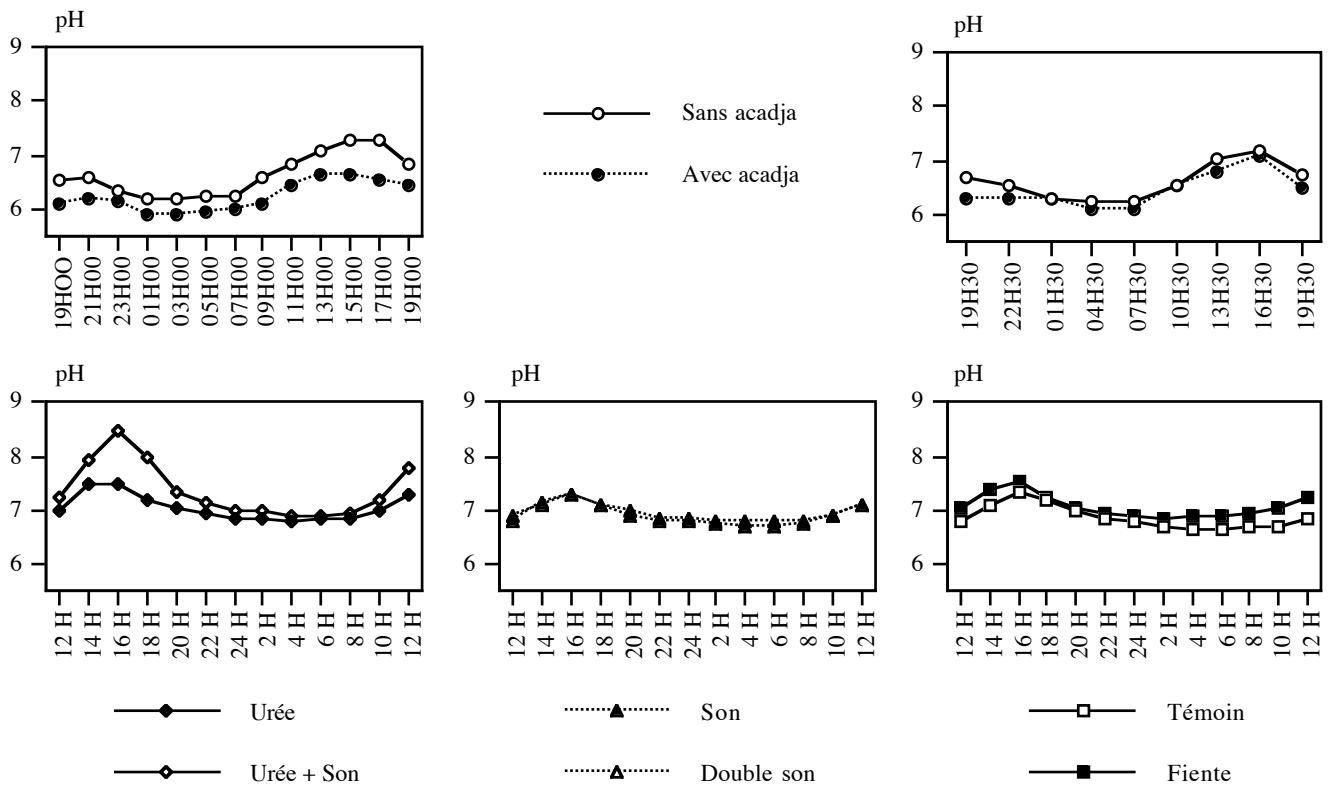 pH
9
8
7
6
19HOO
21H00
23H00
01H00
03H00
05H00
07H00
09H00
11H00
13H00
15H00
17H00
19H00
Sans acadja
Avec acadja
pH
9
8
7
6
19H30
22H30
01H30
04H30
07H30
10H30
13H30
16H30
19H30
pH
9
8
7
6
12 H
14 H
16 H
18 H
20 H
22 H
24 H
2 H
4 H
6 H
8 H
10 H
12 H
pH
9
8
7
6
12 H
14 H
16 H
18 H
20 H
22 H
24 H
2 H
4 H
6 H
8 H
10 H
12 H
pH
9
8
7
6
12 H
14 H
16 H
18 H
20 H
22 H
24 H
2 H
4 H
6 H
8 H
10 H
12 H
Urée
Urée + Son
Son
Double son
Témoin
Fiente